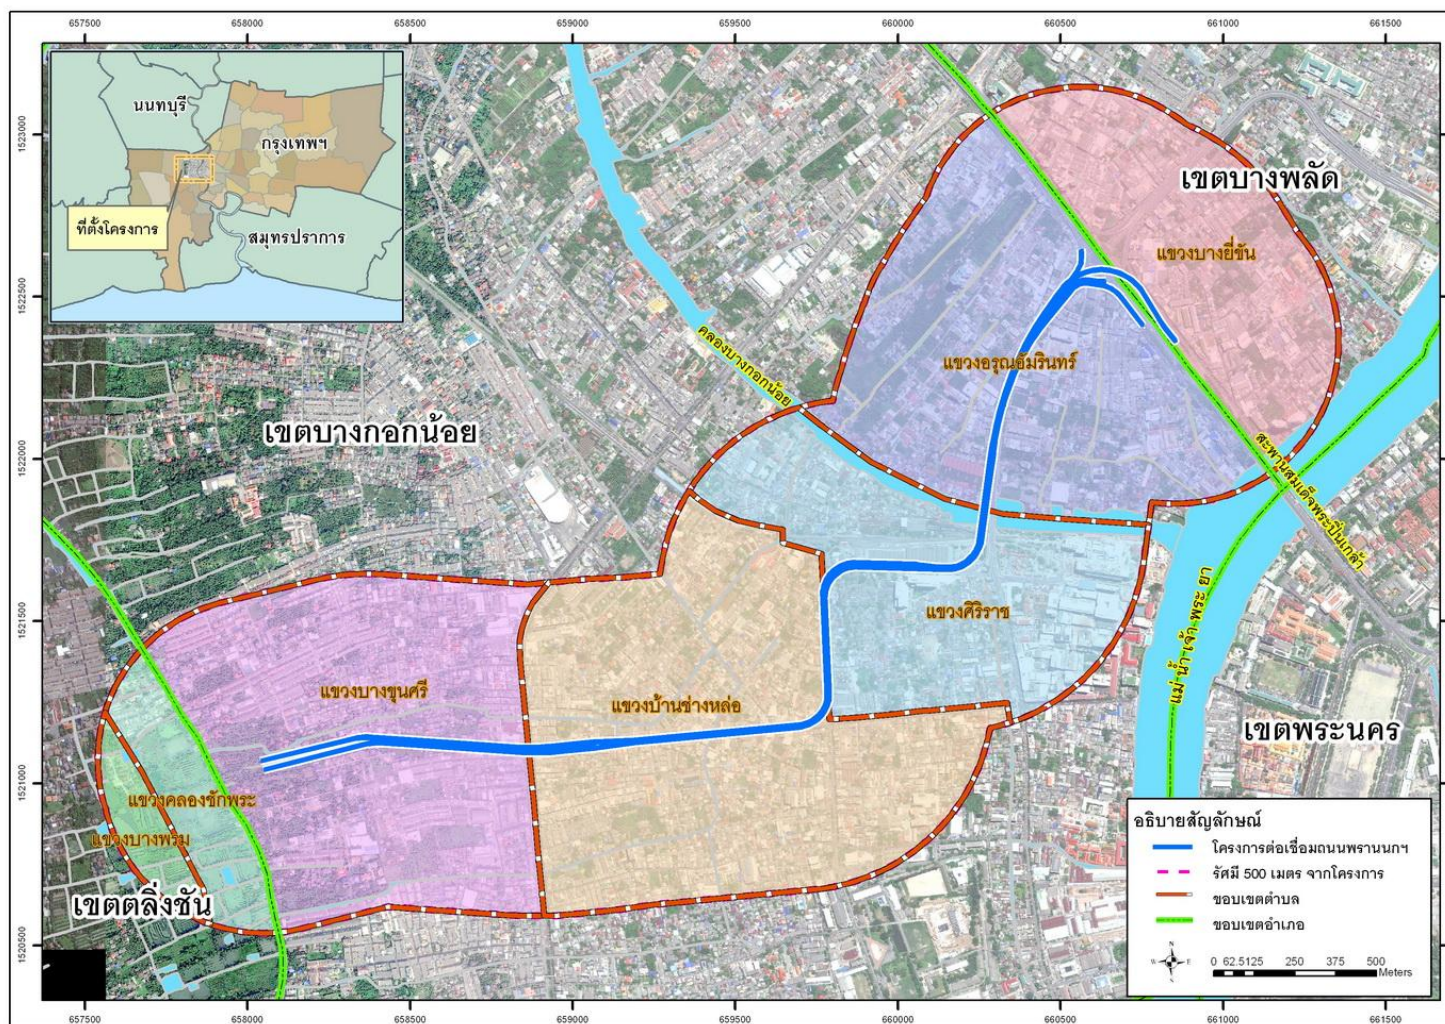 657500 658000 658500 659000 659500 660000 660500 661000 661500
1523000
1522500
1522000
1521500
1521000
1520500
นนทบุรี
กรุงเทพฯ
ที่ตั้งโครงการ
สมุทรปราการ
เขตบางพลัด
แขวงบางยี่ขัน
คลองบางกอกน้อย
แขวงอรุณอัมรินทร์
เขตบางกอกน้อย
สะพานสมเด็จพระปิ่นเกล้า
แขวงศิริราช
แม่น้ำเจ้าพระยา
แขวงบางขุนศรี
แขวงบ้านช่างหล่อ
เขตพระนคร
แขวงคลองชักพระ
แขวงบางพรม
เขตตลิ่งชัน
อธิบายสัญลักษณ์
โครงการต่อเชื่อมถนนพรานนกฯ
รัศมี 500 เมตร จากโครงการ
ขอบเขตตำบล
ขอบเขตอำเภอ
N
W E
S
0 62.5125 250 375 500
Meters
1523000
1522500
1522000
1521500
1521000
1520500
657500 658000 658500 659000 659500 660000 660500 661000 661500